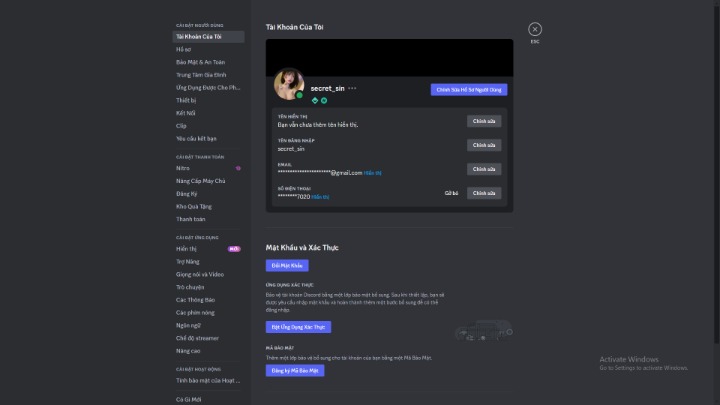 CÀI ĐẶT NGƯỜI DÙNG
Tài Khoản Của Tôi
Hồ sơ
Bảo Mật & An Toàn
Trung Tâm Gia Đình
Ứng Dụng Được Cho Ph...
Thiết bị
Kết Nối
Clip
Yêu cầu kết bạn
CÀI ĐẶT THANH TOÁN
Nitro
Nâng Cấp Máy Chủ
Đăng Ký
Kho Quà Tặng
Thanh toán
CÀI ĐẶT ỨNG DỤNG
Hiển thị
MỚI
Trợ Năng
Giọng nói và Video
Trò chuyện
Các Thông Báo
Các phím nóng
Ngôn ngữ
Chế độ streamer
Nâng cao
CÀI ĐẶT HOẠT ĐỘNG
Tính bảo mật của Hoạt ...
Có Gì Mới
Tài Khoản Của Tôi
ESC
secret_sin
Chỉnh Sửa Hồ Sơ Người Dùng
TÊN HIỂN THỊ
Bạn vẫn chưa thêm tên hiển thị.
Chỉnh sửa
TÊN ĐĂNG NHẬP
secret_sin
Chỉnh sửa
EMAIL
*********************@gmail.com Hiển thị
Chỉnh sửa
SỐ ĐIỆN THOẠI
********7020 Hiển thị
Gỡ bỏ
Chỉnh sửa
Mật Khẩu và Xác Thực
Đổi Mật Khẩu
ỨNG DỤNG XÁC THỰC
Bảo vệ tài khoản Discord bằng một lớp bảo mật bổ sung. Sau khi thiết lập, bạn sẽ
được yêu cầu nhập mật khẩu và hoàn thành thêm một bước bổ sung để có thể
đăng nhập.
Đặt Ứng Dụng Xác Thực
MÃ BẢO MẬT
Thêm một lớp bảo vệ bổ sung cho tài khoản của bạn bằng một Mã Bảo Mật.
Đăng ký Mã Bảo Mật
Activate Windows
Go to Settings to activate Windows.